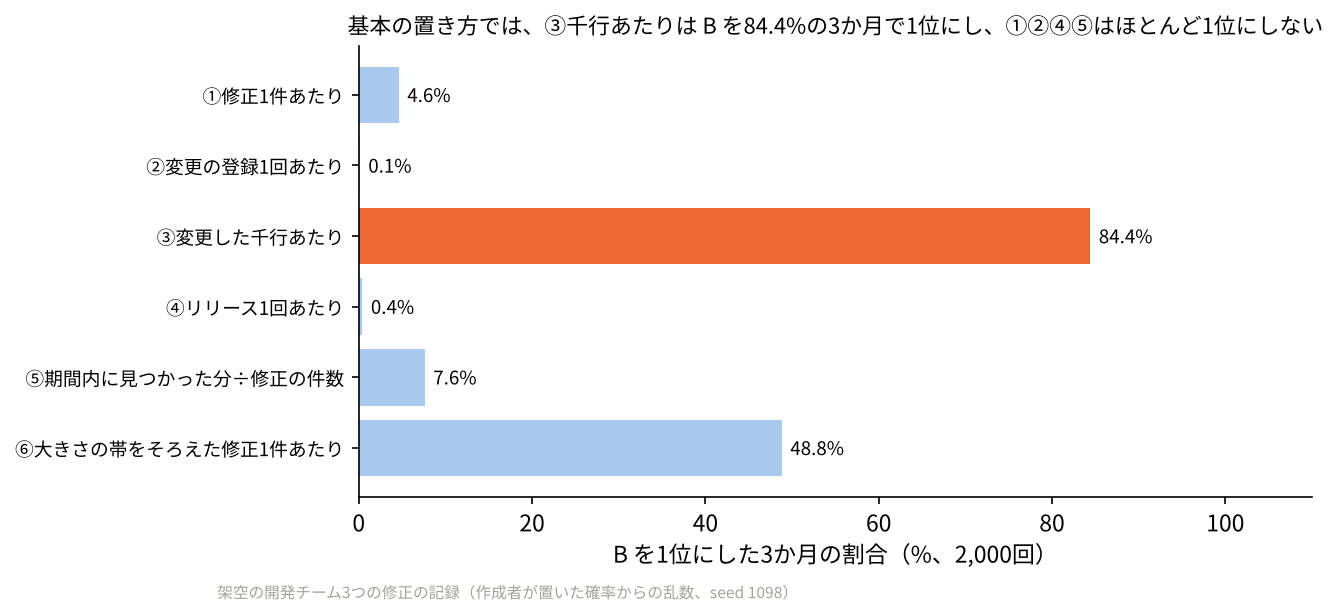 基本の置き方では、③千行あたりは B を84.4%の3か月で1位にし、①②④⑤はほとんど1位にしない
①修正1件あたり
4.6%
②変更の登録1回あたり
0.1%
③変更した千行あたり
84.4%
④リリース1回あたり
0.4%
⑤期間内に見つかった分÷修正の件数
7.6%
⑥大きさの帯をそろえた修正1件あたり
48.8%
0 20 40 60 80 100
B を1位にした3か月の割合（%、2,000回）
架空の開発チーム3つの修正の記録（作成者が置いた確率からの乱数、seed 1098）